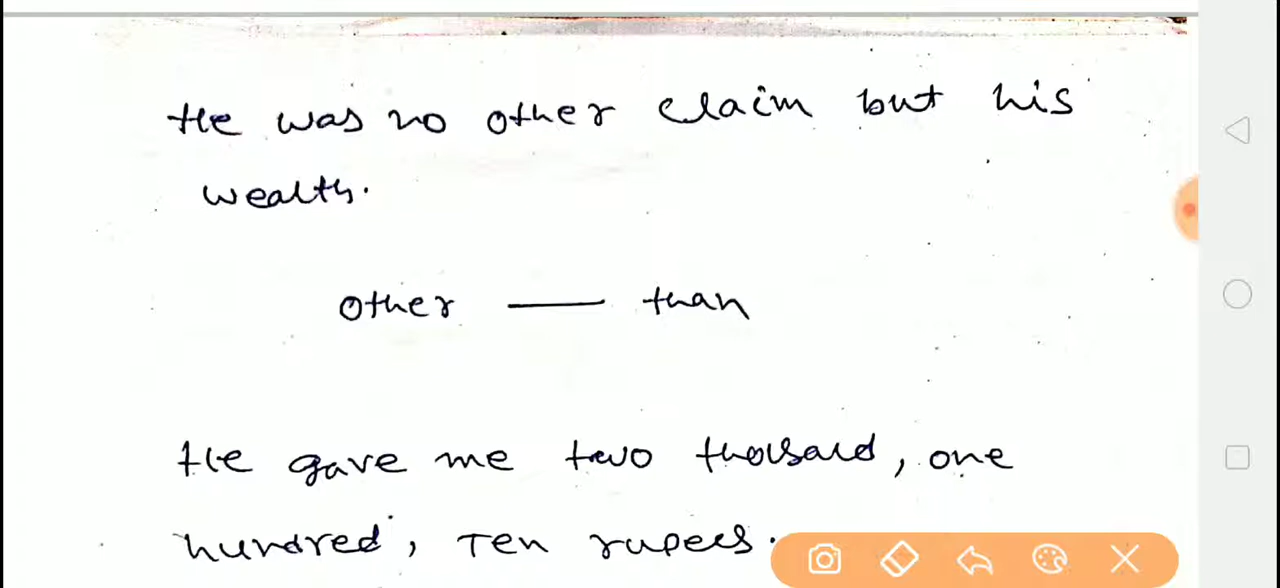 He was no other claim but his
wealth.
other — than
He gave me two thousand, one
hundred, Ten rupees.